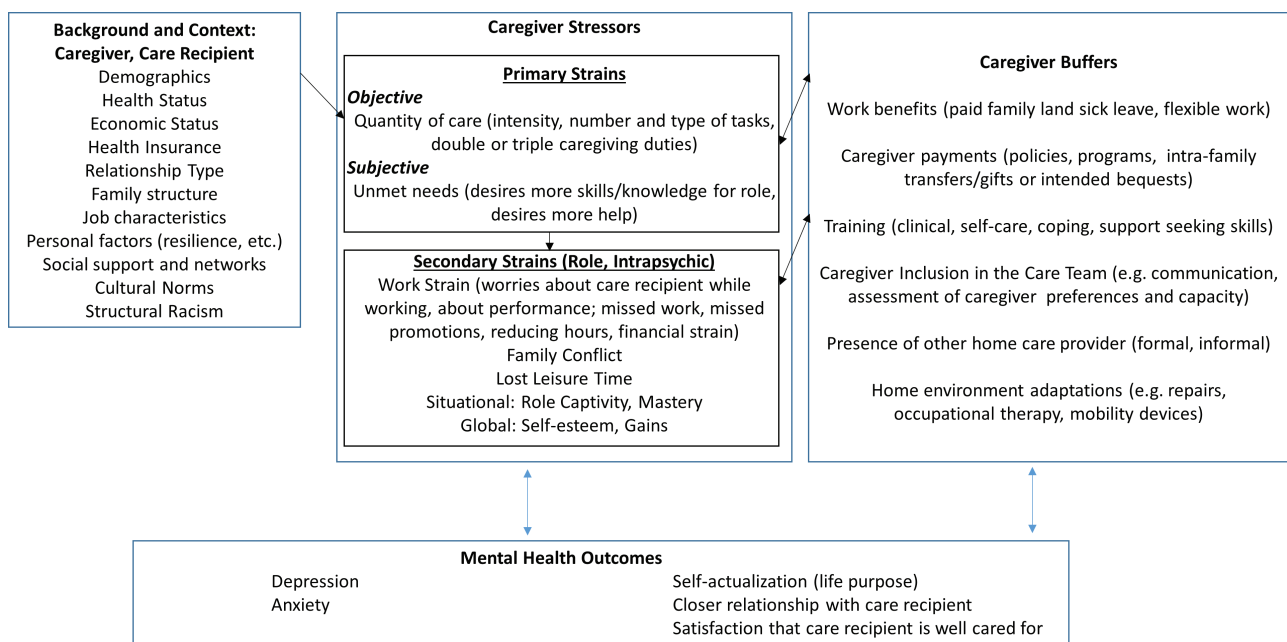 Background and Context:
Caregiver, Care Recipient
Demographics
Health Status
Economic Status
Health Insurance
Relationship Type
Family structure
Job characteristics
Personal factors (resilience, etc.)
Social support and networks
Cultural Norms
Structural Racism
Caregiver Stressors
Primary Strains
Objective
Quantity of care (intensity, number and type of tasks,
double or triple caregiving duties)
Subjective
Unmet needs (desires more skills/knowledge for role,
desires more help)
Secondary Strains (Role, Intrapsychic)
Work Strain (worries about care recipient while
working, about performance; missed work, missed
promotions, reducing hours, financial strain)
Family Conflict
Lost Leisure Time
Situational: Role Captivity, Mastery
Global: Self-esteem, Gains
Caregiver Buffers
Work benefits (paid family land sick leave, flexible work)
Caregiver payments (policies, programs, intra-family
transfers/gifts or intended bequests)
Training (clinical, self-care, coping, support seeking skills)
Caregiver Inclusion in the Care Team (e.g. communication,
assessment of caregiver preferences and capacity)
Presence of other home care provider (formal, informal)
Home environment adaptations (e.g. repairs,
occupational therapy, mobility devices)
Mental Health Outcomes
Depression
Anxiety
Self-actualization (life purpose)
Closer relationship with care recipient
Satisfaction that care recipient is well cared for